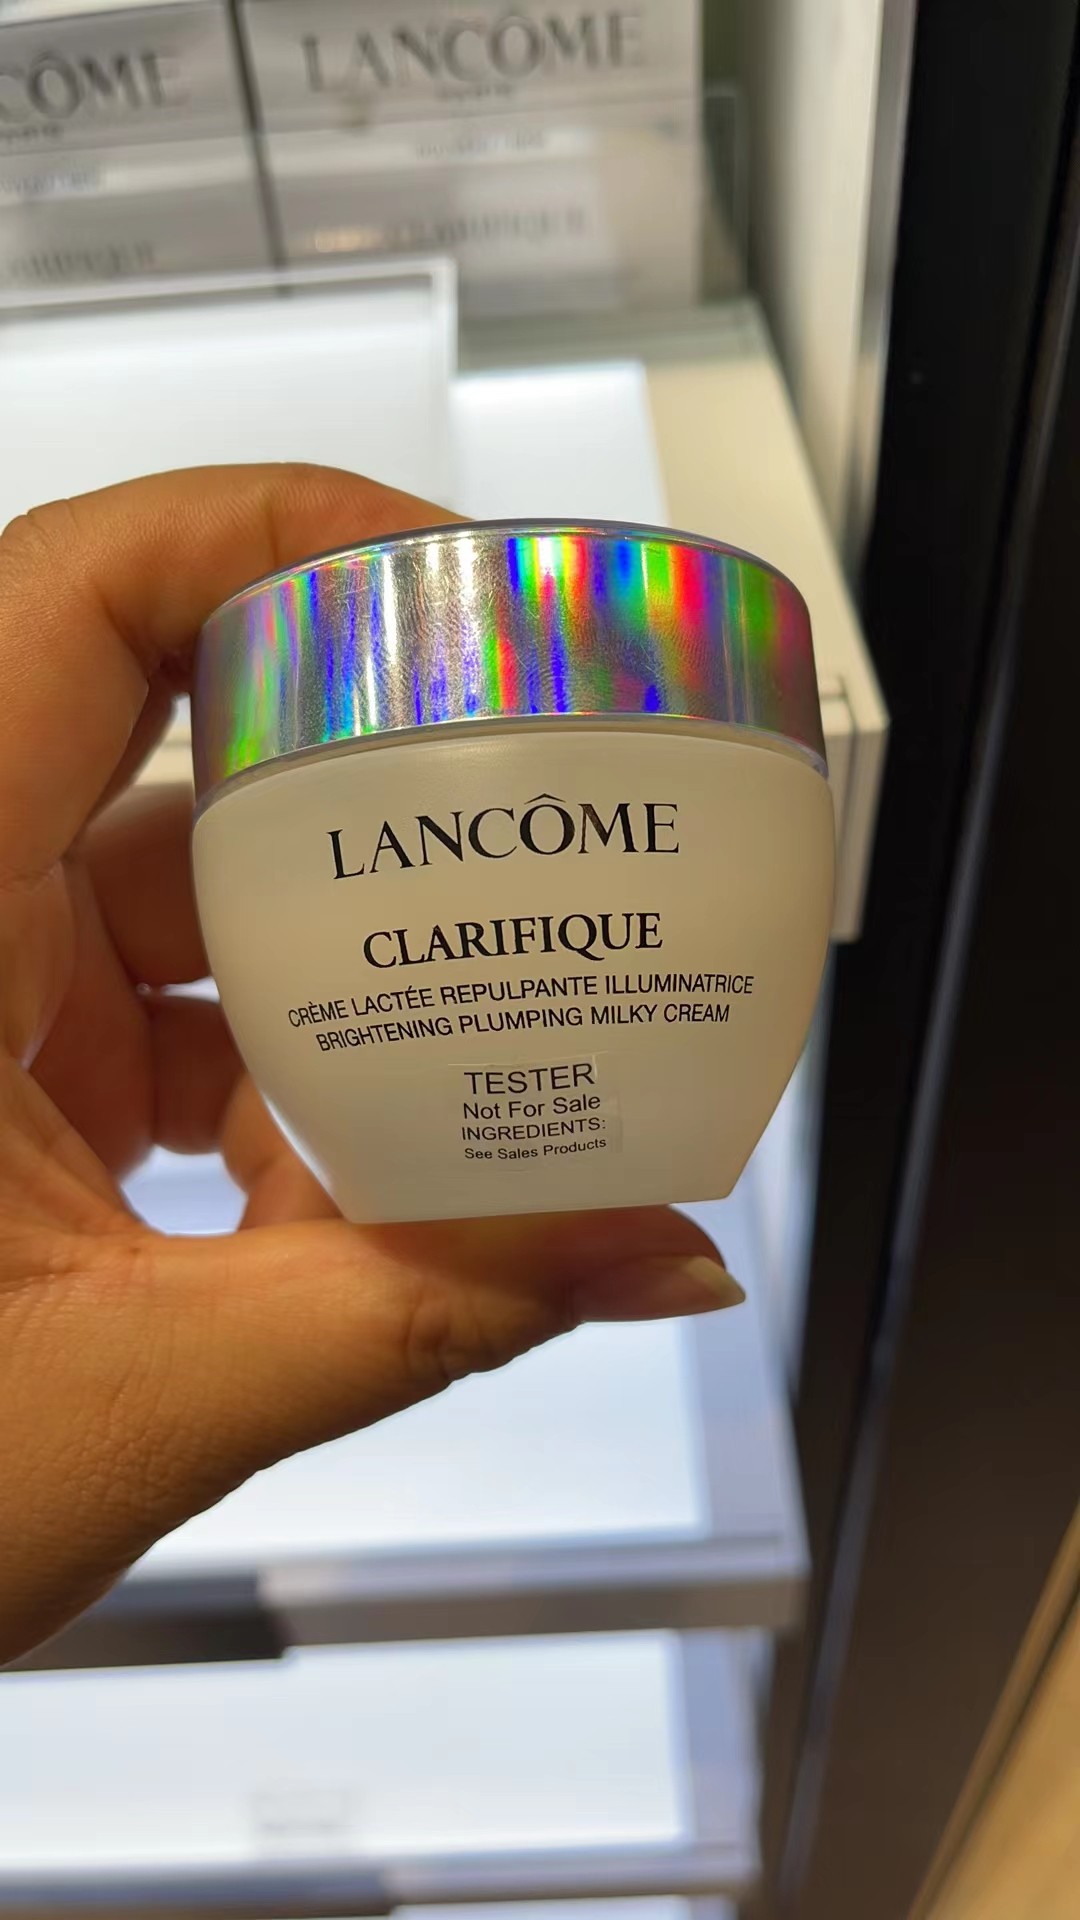 CÔME
LANCÔME
LANCÔME
CLARIFIQUE
CRÈME LACTÉE REPULPANTE ILLUMINATRICE
BRIGHTENING PLUMPING MILKY CREAM
TESTER
Not For Sale
INGREDIENTS:
See Sales Products